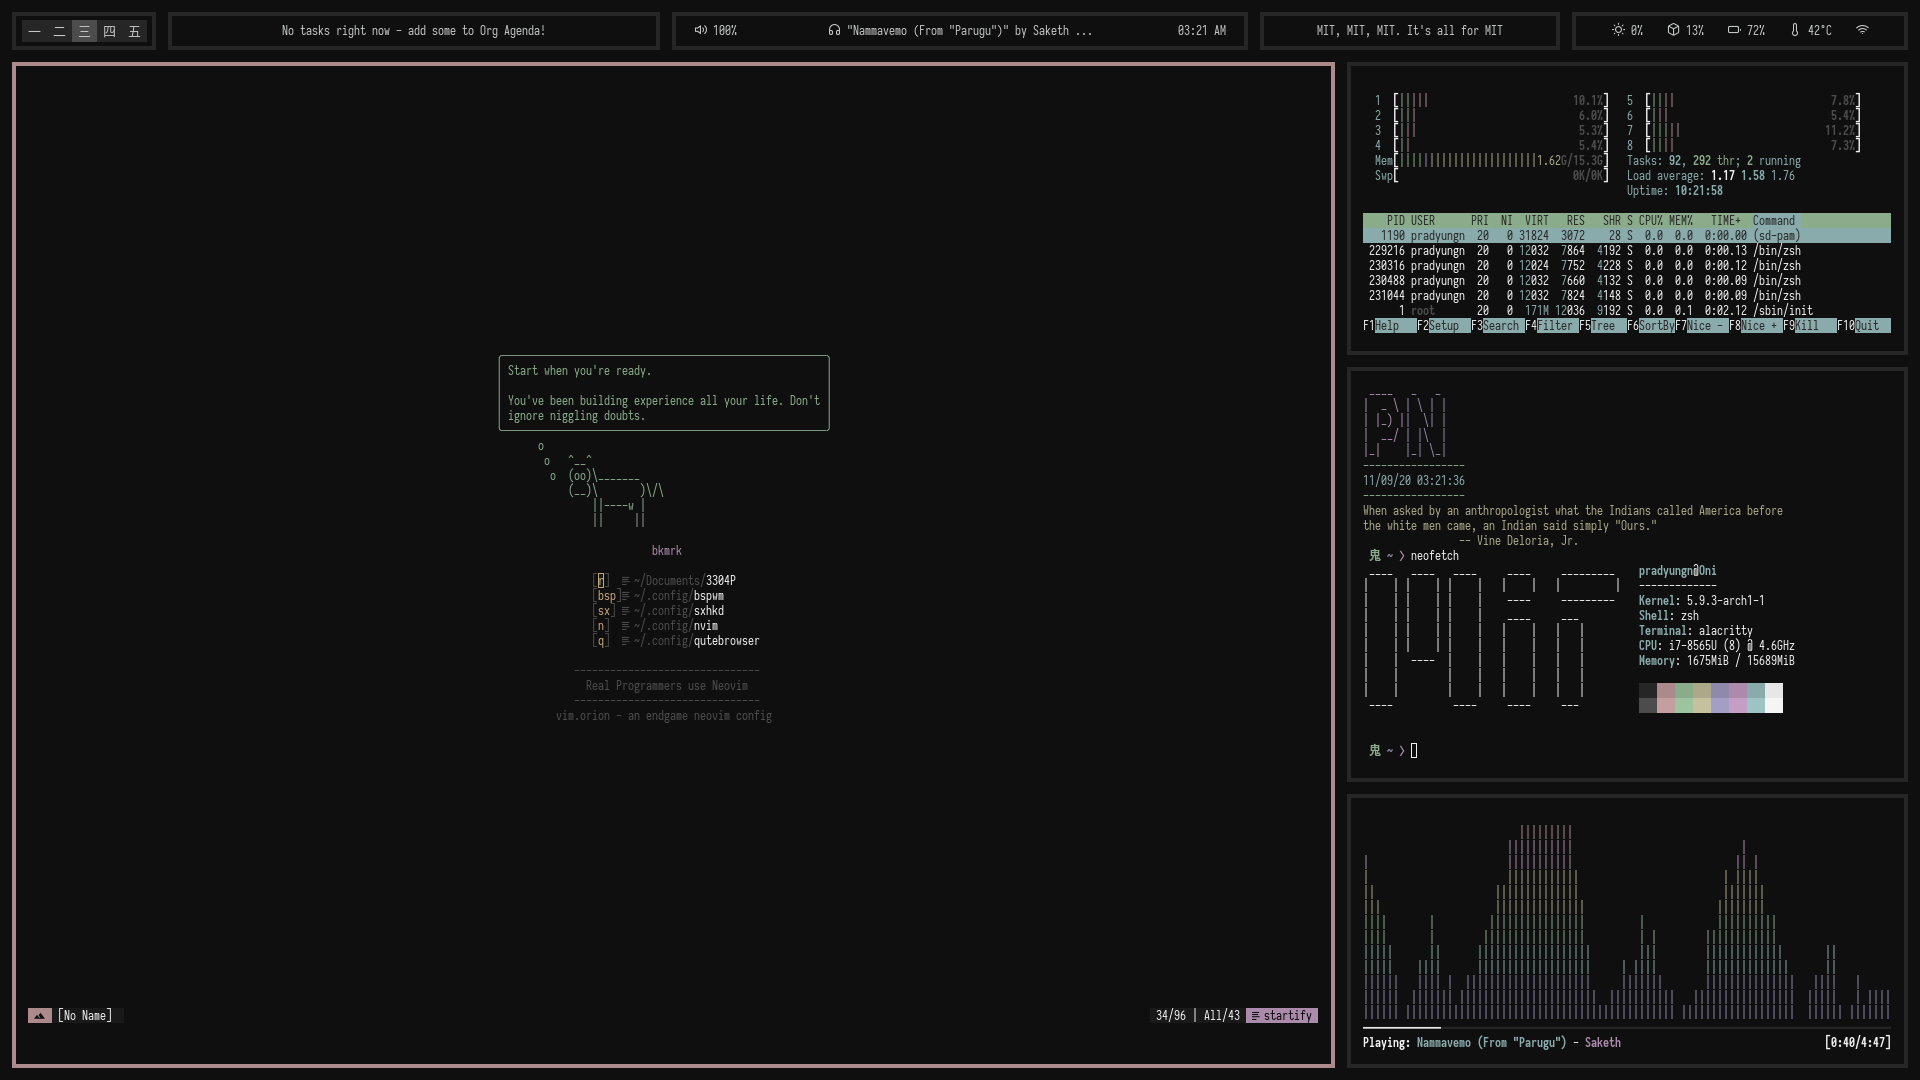 一 二 三 四 五
No tasks right now - add some to Org Agenda!
100% "Nammavemo (From "Parugu")" by Saketh ... 03:21 AM
MIT, MIT, MIT. It's all for MIT
0% 13% 72% 42°C
Start when you're ready.
You've been building experience all your life. Don't
ignore niggling doubts.
bkmrk
[r] ~/Documents/3304P
[bsp] ~/.config/bspwm
[sx] ~/.config/sxhkd
[n] ~/.config/nvim
[q] ~/.config/qutebrowser
Real Programmers use Neovim
vim.orion - an endgame neovim config
[No Name] 34/96 | All/43 startify
1 [||||| 10.1%] 5 [|||| 7.8%]
2 [||| 6.0%] 6 [||| 5.4%]
3 [||| 5.3%] 7 [||||| 11.2%]
4 [|| 5.4%] 8 [|||| 7.3%]
Mem[|||||||||||||||||||||||1.62G/15.3G] Tasks: 92, 292 thr; 2 running
Swp[ 0K/0K] Load average: 1.17 1.58 1.76
Uptime: 10:21:58
PID USER PRI NI VIRT RES SHR S CPU% MEM% TIME+ Command
1190 pradyungn 20 0 31824 3072 28 S 0.0 0.0 0:00.00 (sd-pam)
229216 pradyungn 20 0 12032 7864 4192 S 0.0 0.0 0:00.13 /bin/zsh
230316 pradyungn 20 0 12024 7752 4228 S 0.0 0.0 0:00.12 /bin/zsh
230488 pradyungn 20 0 12032 7660 4132 S 0.0 0.0 0:00.09 /bin/zsh
231044 pradyungn 20 0 12032 7824 4148 S 0.0 0.0 0:00.09 /bin/zsh
1 root 20 0 171M 12036 9192 S 0.0 0.1 0:02.12 /sbin/init
F1Help F2Setup F3Search F4Filter F5Tree F6SortBy F7Nice - F8Nice + F9Kill F10Quit
PN
11/09/20 03:21:36
When asked by an anthropologist what the Indians called America before
the white men came, an Indian said simply "Ours."
-- Vine Deloria, Jr.
鬼 ~ 〉neofetch
pradyungn@Oni
Kernel: 5.9.3-arch1-1
Shell: zsh
Terminal: alacritty
CPU: i7-8565U (8) @ 4.6GHz
Memory: 1675MiB / 15689MiB
鬼 ~ 〉
Playing: Nammavemo (From "Parugu") - Saketh [0:40/4:47]